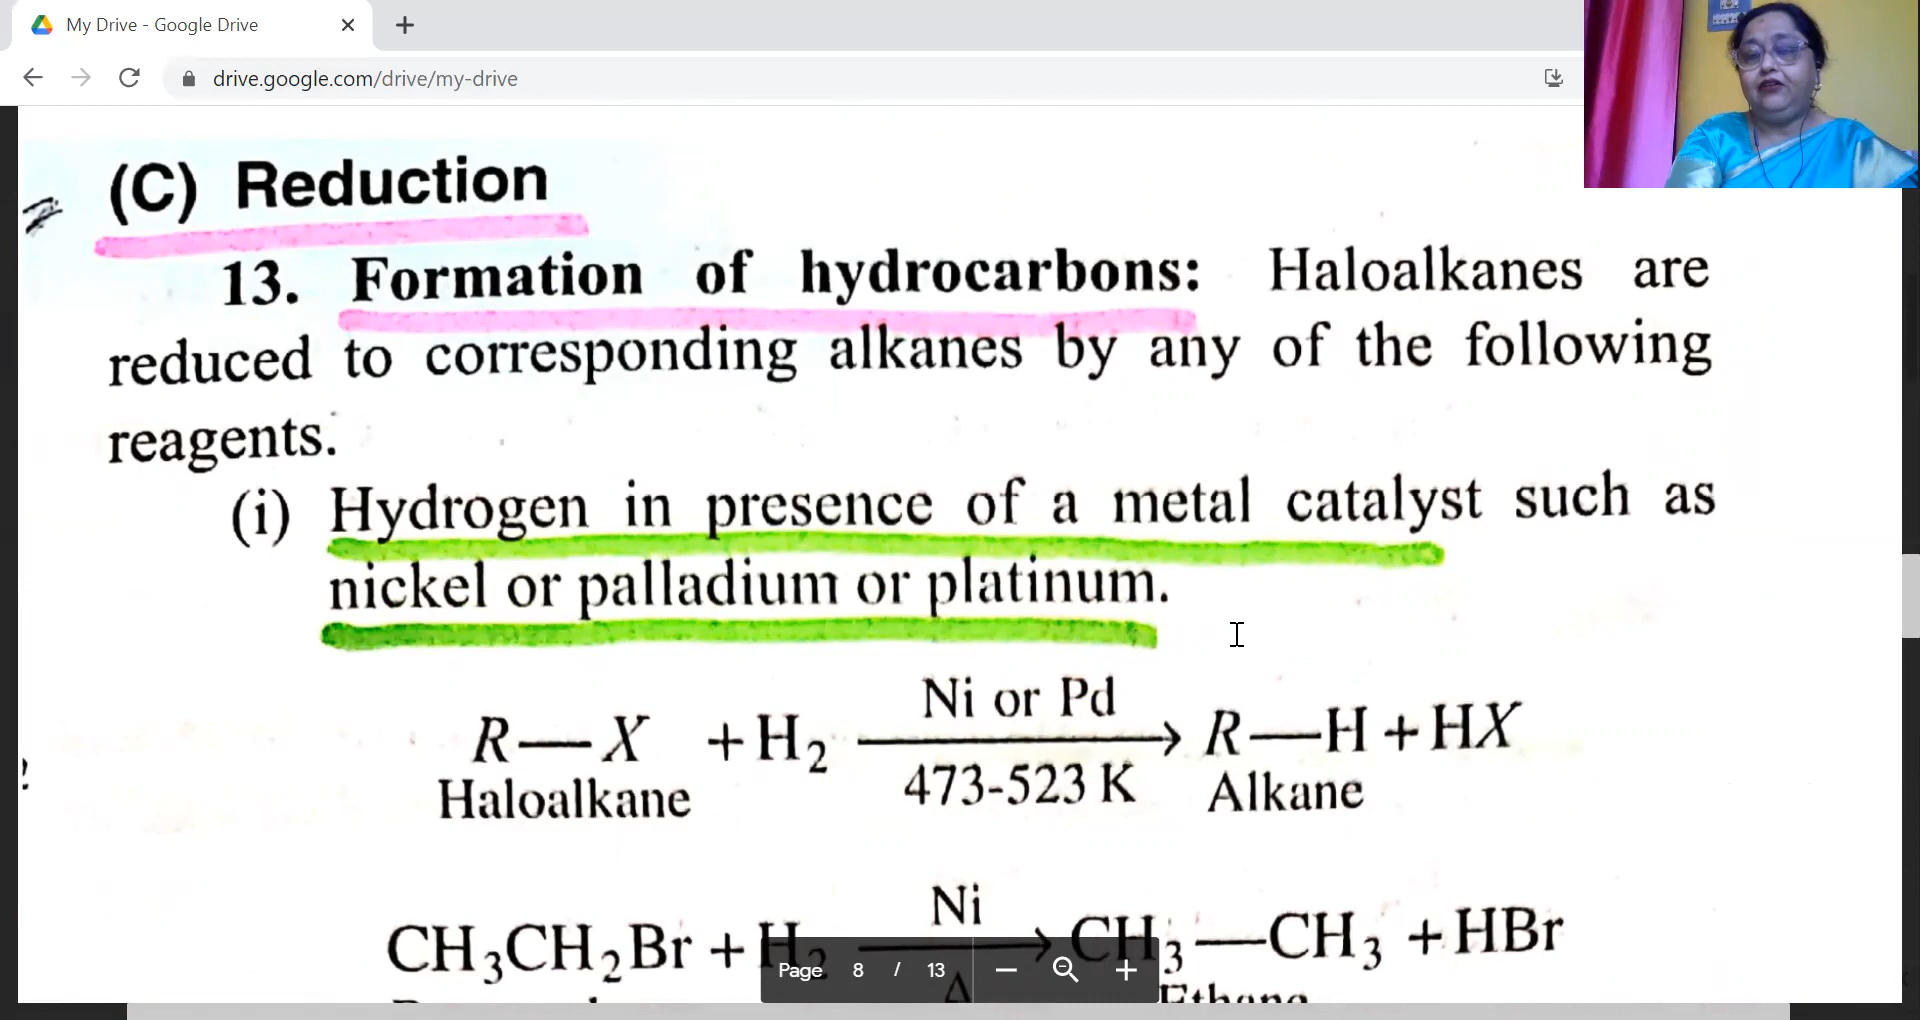 My Drive - Google Drive
drive.google.com/drive/my-drive
(C) Reduction
13. Formation of hydrocarbons: Haloalkanes are
reduced to corresponding alkanes by any of the following
reagents.
(i) Hydrogen in presence of a metal catalyst such as
nickel or palladium or platinum.
Ni or Pd
R—X + H₂ → R—H + HX
473-523 K
Haloalkane Alkane
Ni
CH₃CH₂Br + H₂ → CH₃—CH₃ + HBr
Δ
Ethane
Page 8 / 13